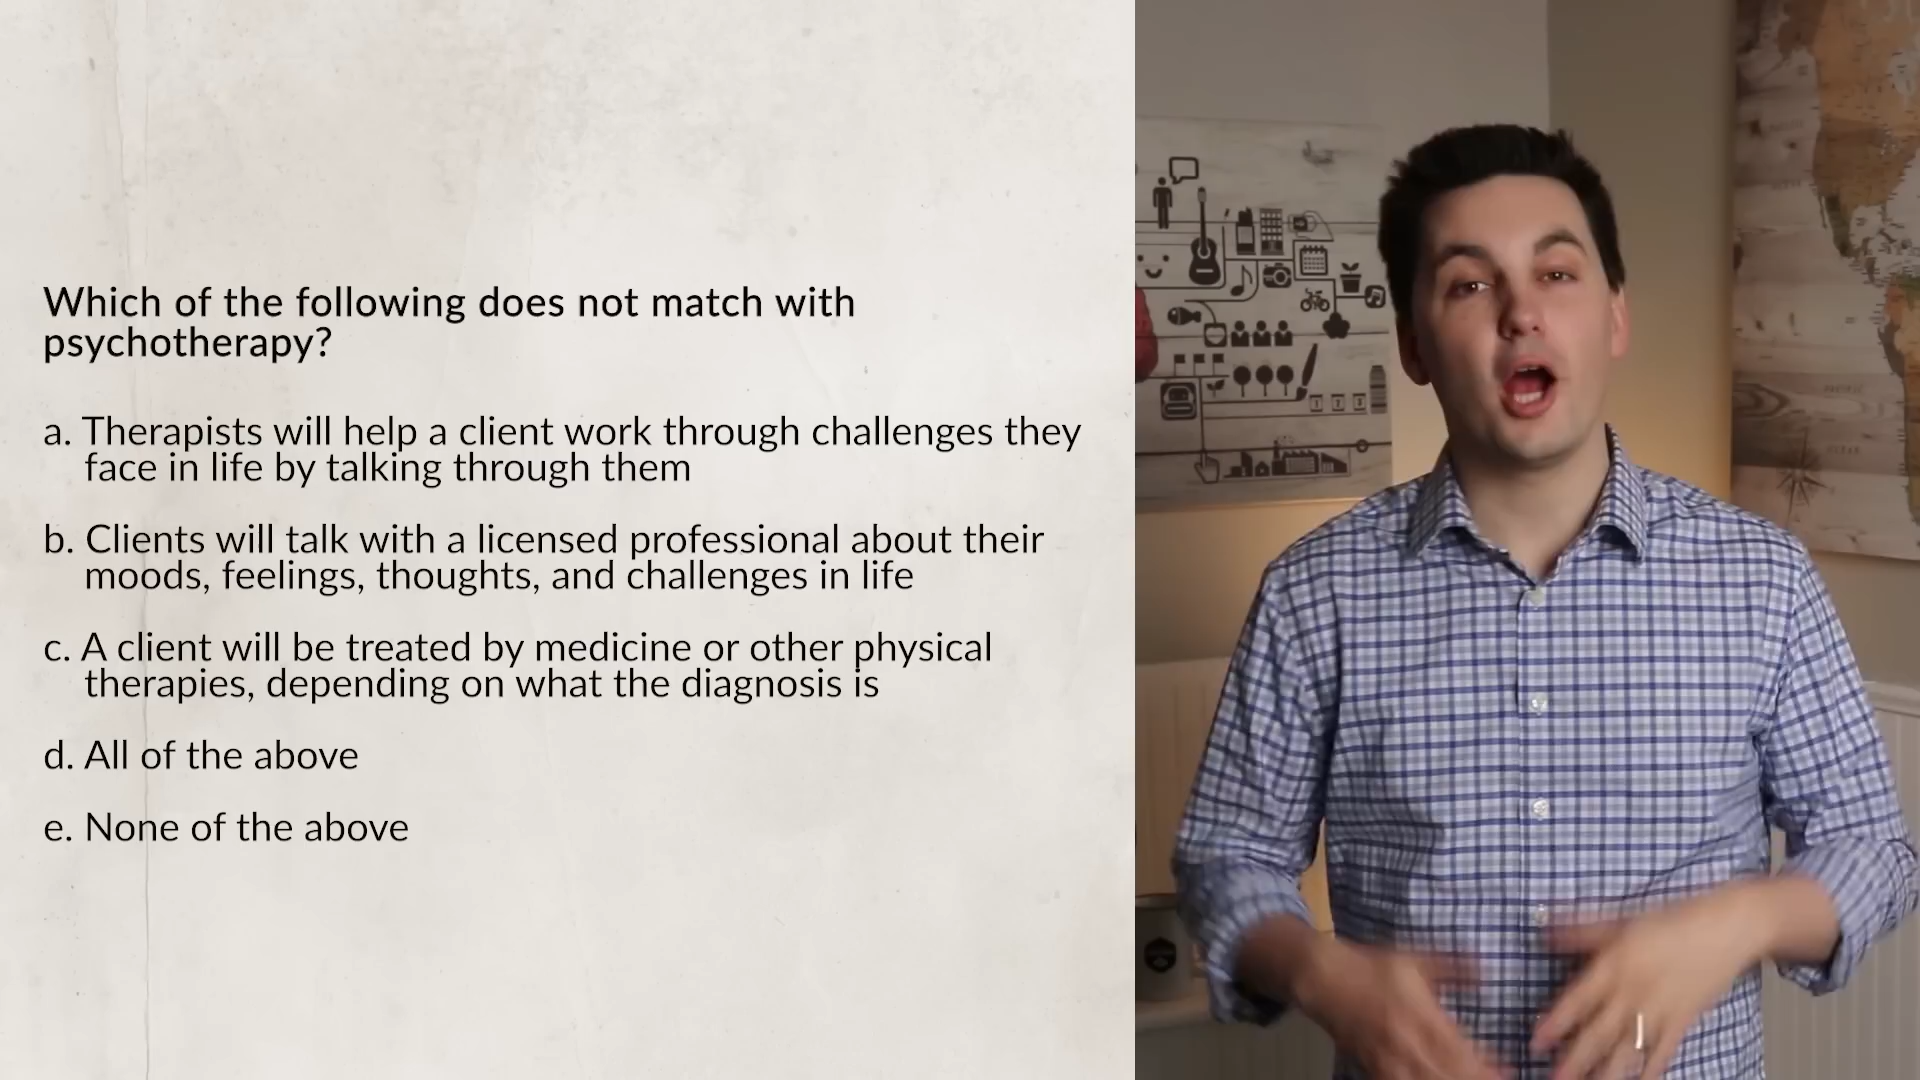 Which of the following does not match with
psychotherapy?
a. Therapists will help a client work through challenges they
face in life by talking through them
b. Clients will talk with a licensed professional about their
moods, feelings, thoughts, and challenges in life
c. A client will be treated by medicine or other physical
therapies, depending on what the diagnosis is
d. All of the above
e. None of the above